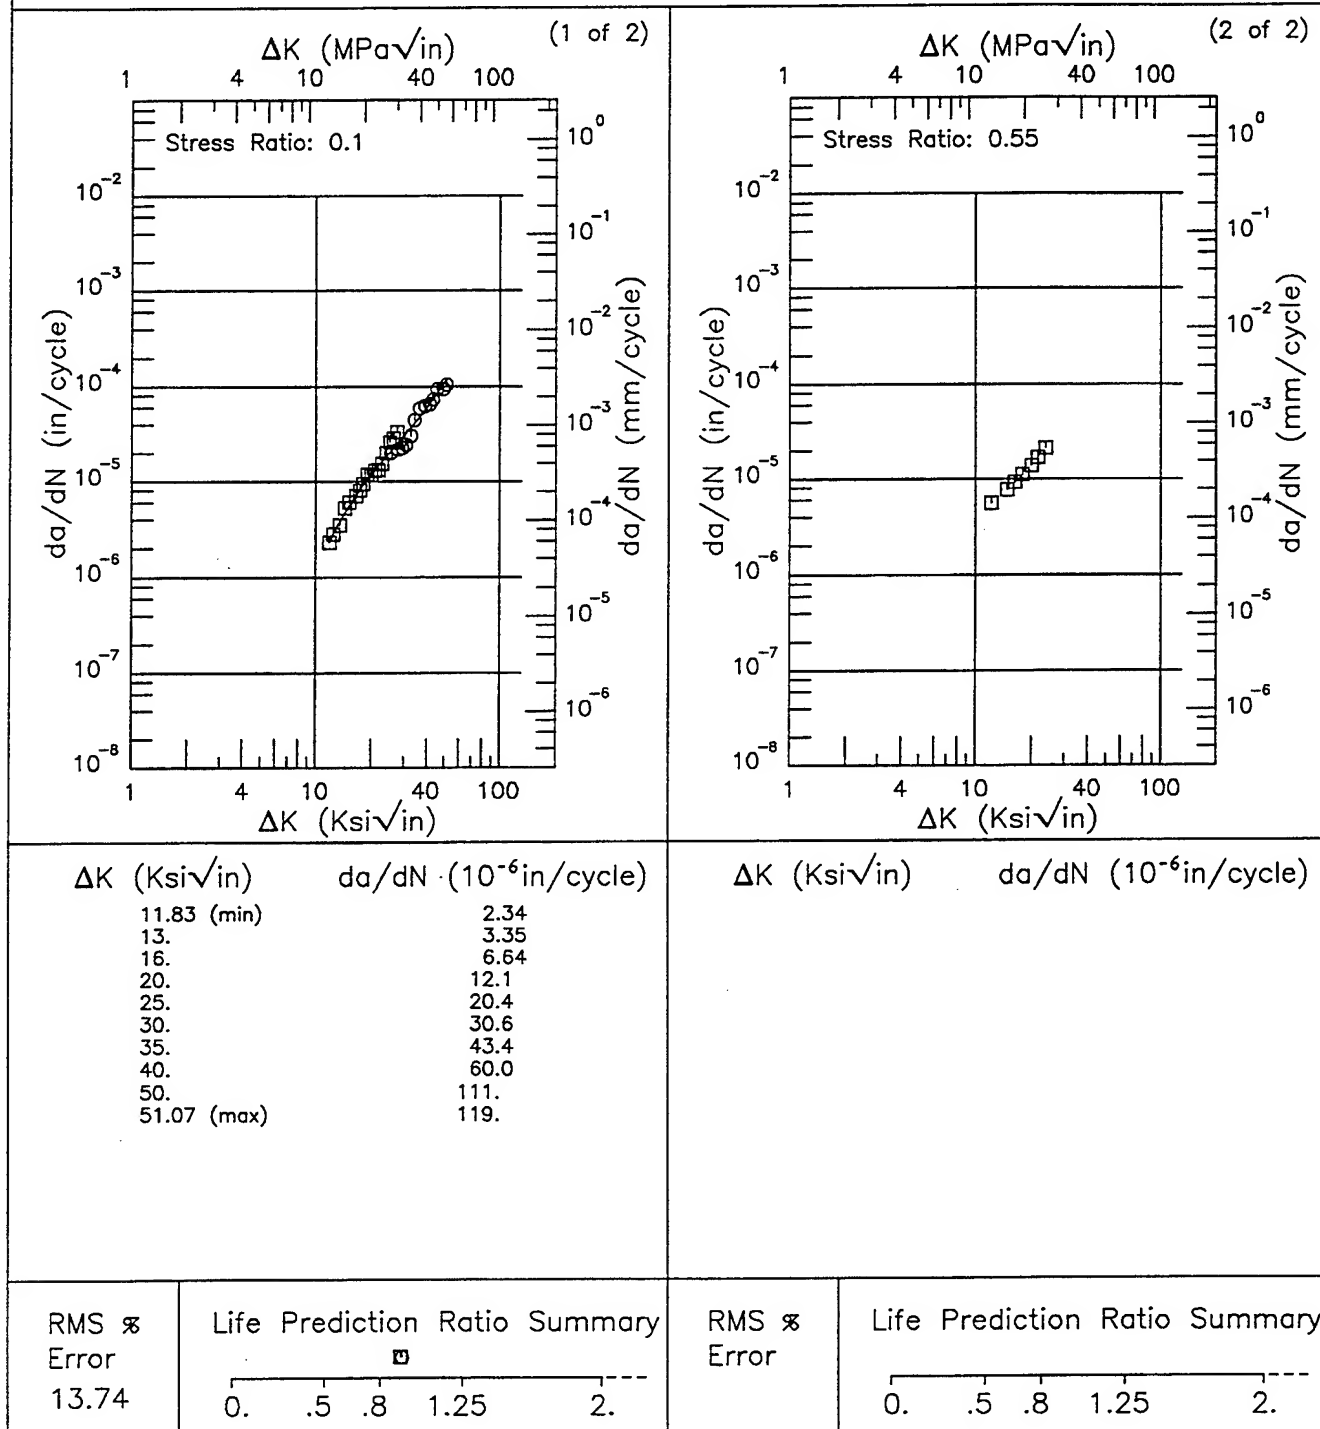 (1 of 2)
ΔK (MPa√in)
1 4 10 40 100
Stress Ratio: 0.1
da/dN (in/cycle)
10⁻²
10⁻³
10⁻⁴
10⁻⁵
10⁻⁶
10⁻⁷
10⁻⁸
10⁰
10⁻¹
10⁻²
10⁻³
10⁻⁴
10⁻⁵
10⁻⁶
da/dN (mm/cycle)
1 4 10 40 100
ΔK (Ksi√in)
ΔK (Ksi√in) da/dN (10⁻⁶in/cycle)
11.83 (min) 2.34
13. 3.35
16. 6.64
20. 12.1
25. 20.4
30. 30.6
35. 43.4
40. 60.0
50. 111.
51.07 (max) 119.
RMS %
Error
13.74
Life Prediction Ratio Summary
0. .5 .8 1.25 2.
(2 of 2)
ΔK (MPa√in)
1 4 10 40 100
Stress Ratio: 0.55
da/dN (in/cycle)
10⁻²
10⁻³
10⁻⁴
10⁻⁵
10⁻⁶
10⁻⁷
10⁻⁸
10⁰
10⁻¹
10⁻²
10⁻³
10⁻⁴
10⁻⁵
10⁻⁶
da/dN (mm/cycle)
1 4 10 40 100
ΔK (Ksi√in)
ΔK (Ksi√in) da/dN (10⁻⁶in/cycle)
RMS %
Error
Life Prediction Ratio Summary
0. .5 .8 1.25 2.